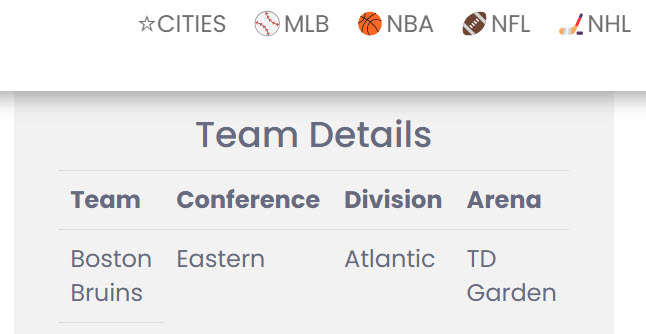 ☆CITIES ⚾MLB 🏀NBA 🏈NFL 🏒NHL
Team Details
Team Conference Division Arena
Boston Eastern Atlantic TD
Bruins Garden